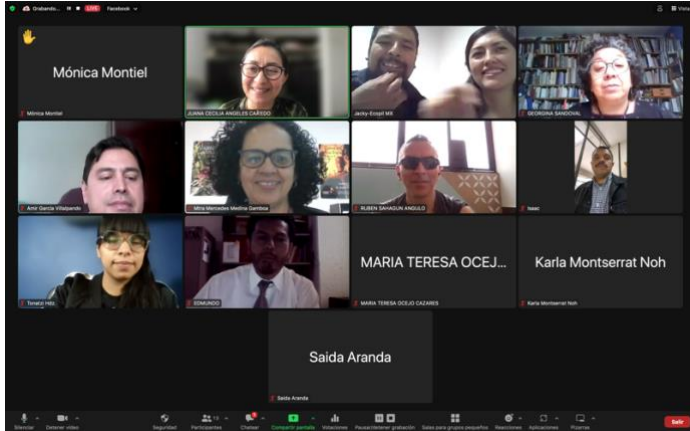 Grabando...
LIVE
Facebook
Vista
Mónica Montiel
Mónica Montiel
JUANA CECILIA ANGELES CAÑEDO
Jacky-Ecopil MX
GEORGINA SANDOVAL
Amir García Villalpando
Mtra Mercedes Medina Gamboa
RUBEN SAHAGUN ANGULO
Isaac
Tonatzi Hdz
EDMUNDO
MARIA TERESA OCEJ...
MARIA TERESA OCEJO CAZARES
Karla Montserrat Noh
Karla Montserrat Noh
Saida Aranda
Saida Aranda
Silenciar
Detener video
Seguridad
Participantes
Chatear
Compartir pantalla
Votaciones
Pausar/detener grabación
Salas para grupos pequeños
Reacciones
Aplicaciones
Pizarras
Salir